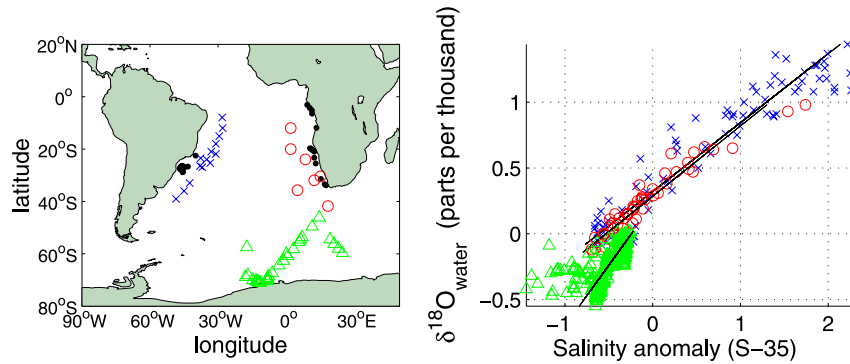 20°N
0°
20°S
40°S
60°S
80°S
latitude
90°W
60°W
30°W
0°
30°E
longitude
δ18Owater (parts per thousand)
1
0.5
0
−0.5
−1
0
1
2
Salinity anomaly (S−35)